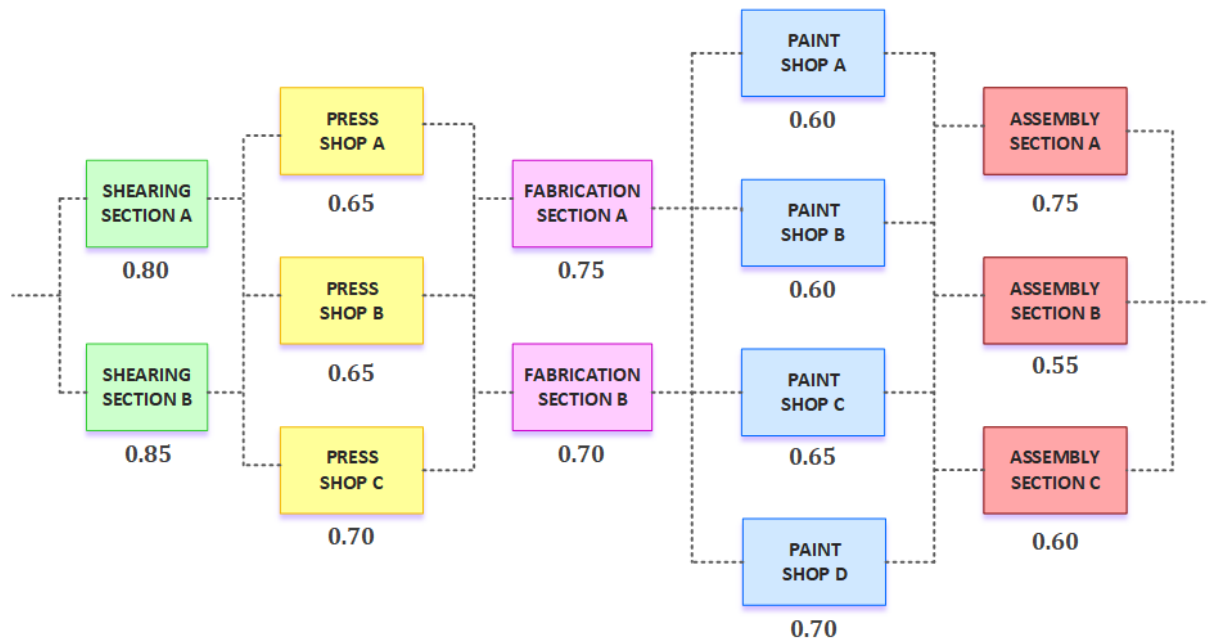 SHEARING
SECTION A
0.80
SHEARING
SECTION B
0.85
PRESS
SHOP A
0.65
PRESS
SHOP B
0.65
PRESS
SHOP C
0.70
FABRICATION
SECTION A
0.75
FABRICATION
SECTION B
0.70
PAINT
SHOP A
0.60
PAINT
SHOP B
0.60
PAINT
SHOP C
0.65
PAINT
SHOP D
0.70
ASSEMBLY
SECTION A
0.75
ASSEMBLY
SECTION B
0.55
ASSEMBLY
SECTION C
0.60